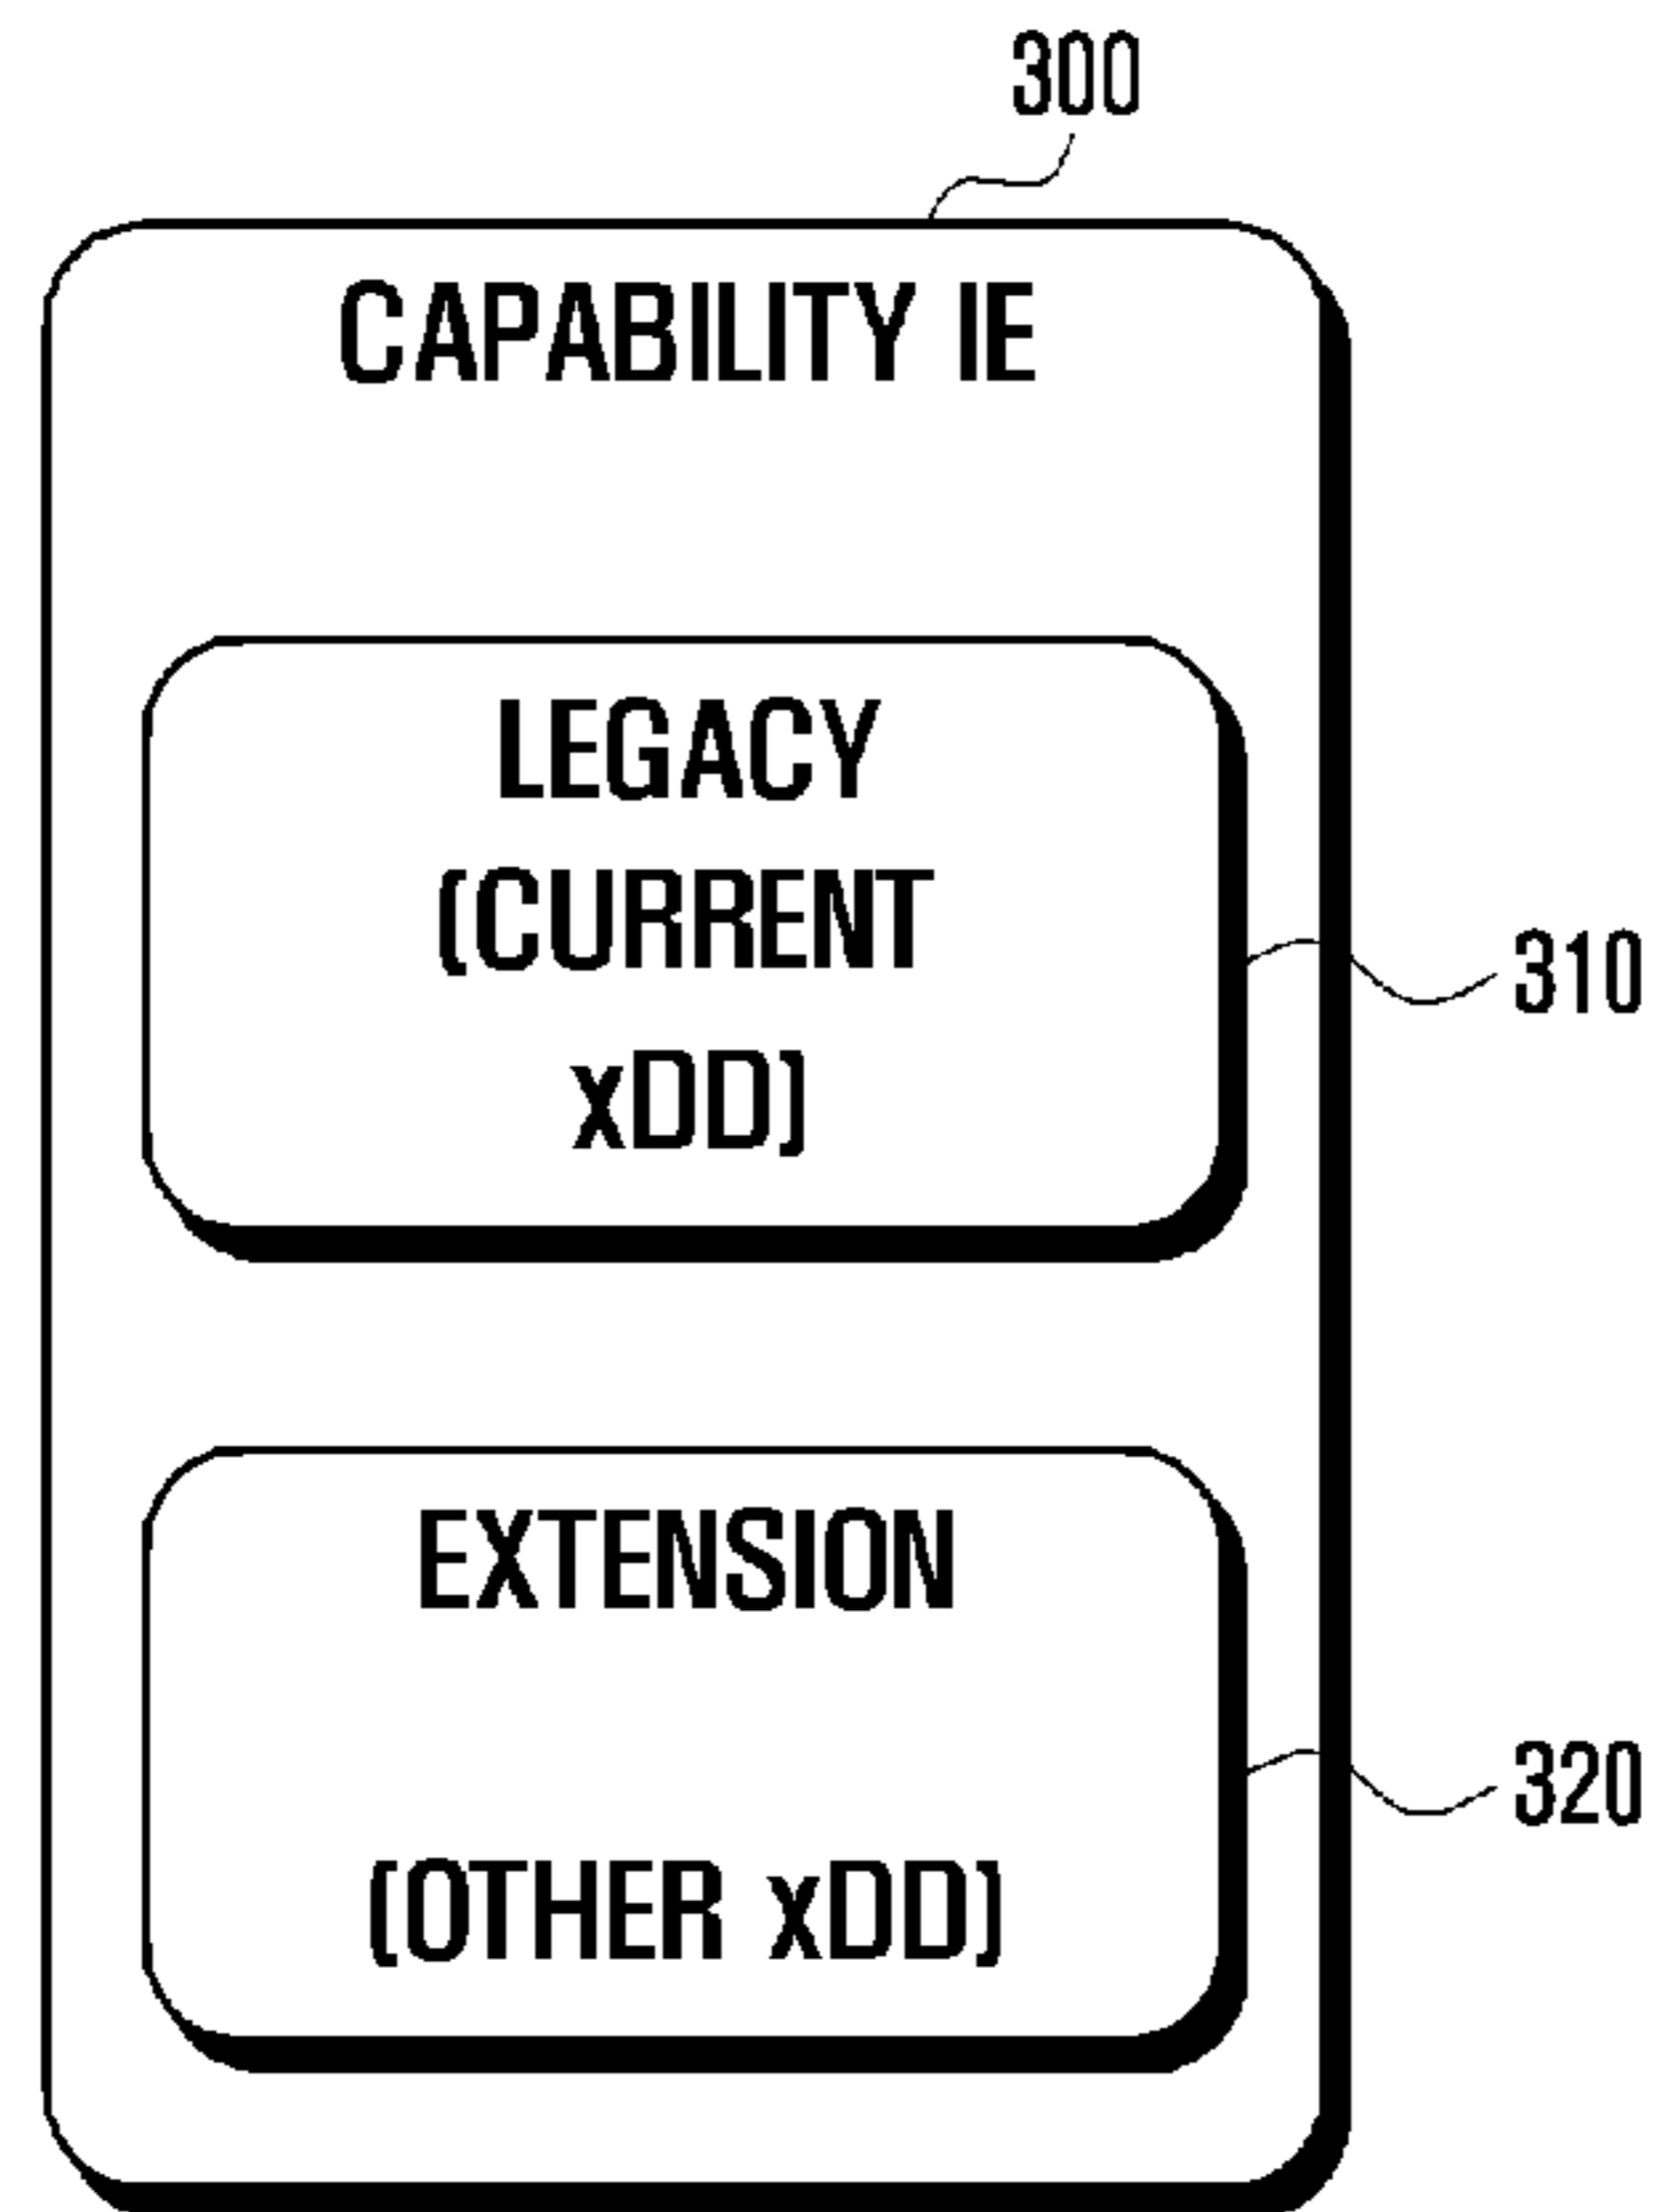 300
CAPABILITY IE
LEGACY
(CURRENT
xDD)
310
EXTENSION
320
(OTHER xDD)